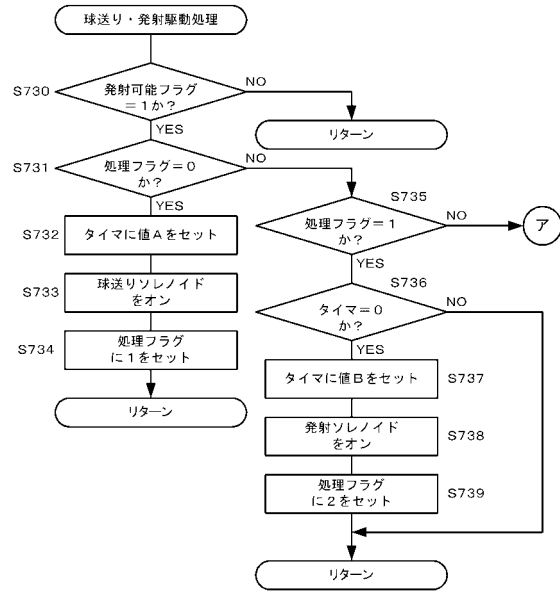 球送り・発射駆動処理
S730
発射可能フラグ
＝１か？
NO
YES
リターン
S731
処理フラグ＝０
か？
NO
YES
S732
タイマに値Ａをセット
S733
球送りソレノイド
をオン
S734
処理フラグ
に１をセット
リターン
S735
処理フラグ＝１
か？
NO
ア
YES
S736
タイマ＝０
か？
NO
YES
タイマに値Ｂをセット
S737
発射ソレノイド
をオン
S738
処理フラグ
に２をセット
S739
リターン